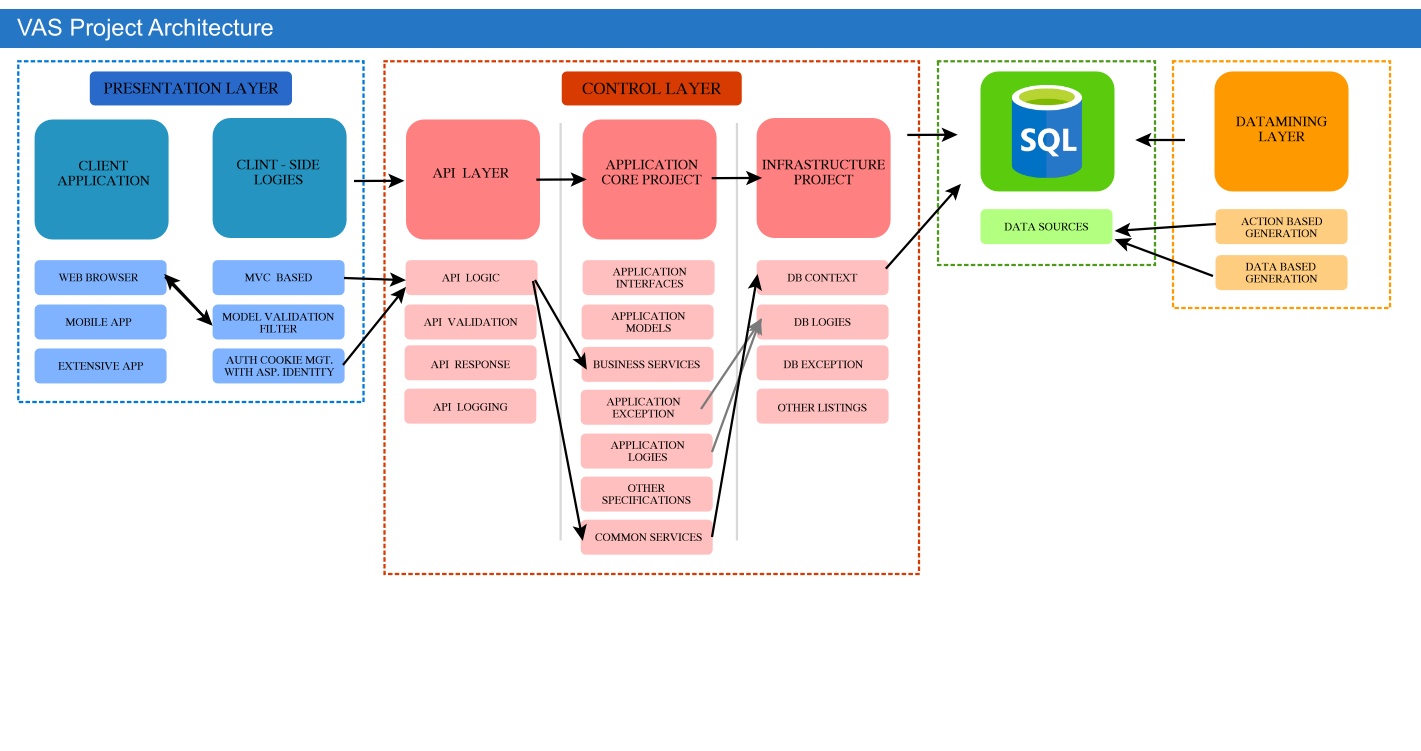 VAS Project Architecture
PRESENTATION LAYER
CLIENT
APPLICATION
CLINT - SIDE
LOGIES
WEB BROWSER
MOBILE APP
EXTENSIVE APP
MVC BASED
MODEL VALIDATION
FILTER
AUTH COOKIE MGT.
WITH ASP. IDENTITY
CONTROL LAYER
API LAYER
API LOGIC
API VALIDATION
API RESPONSE
API LOGGING
APPLICATION
CORE PROJECT
APPLICATION
INTERFACES
APPLICATION
MODELS
BUSINESS SERVICES
APPLICATION
EXCEPTION
APPLICATION
LOGIES
OTHER
SPECIFICATIONS
COMMON SERVICES
INFRASTRUCTURE
PROJECT
DB CONTEXT
DB LOGIES
DB EXCEPTION
OTHER LISTINGS
SQL
DATA SOURCES
DATAMINING
LAYER
ACTION BASED
GENERATION
DATA BASED
GENERATION